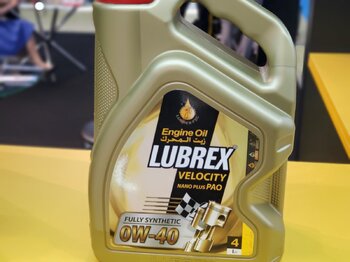 Engine Oil
زيت المحرك
LUBREX
VELOCITY
NANO PLUS PAO
FULLY SYNTHETIC
0W-40
4
L